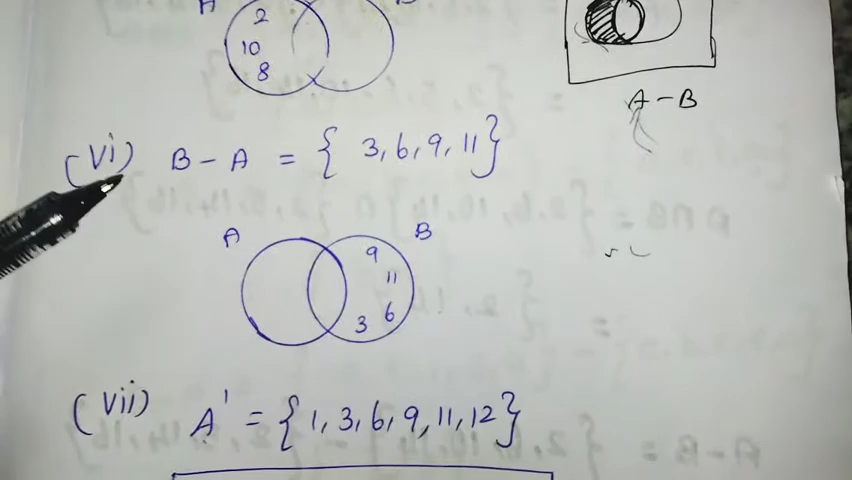 A B
2
10
8
A - B
(vi) B - A = { 3, 6, 9, 11 }
A B
9
11
6
3
(vii) A' = { 1, 3, 6, 9, 11, 12 }